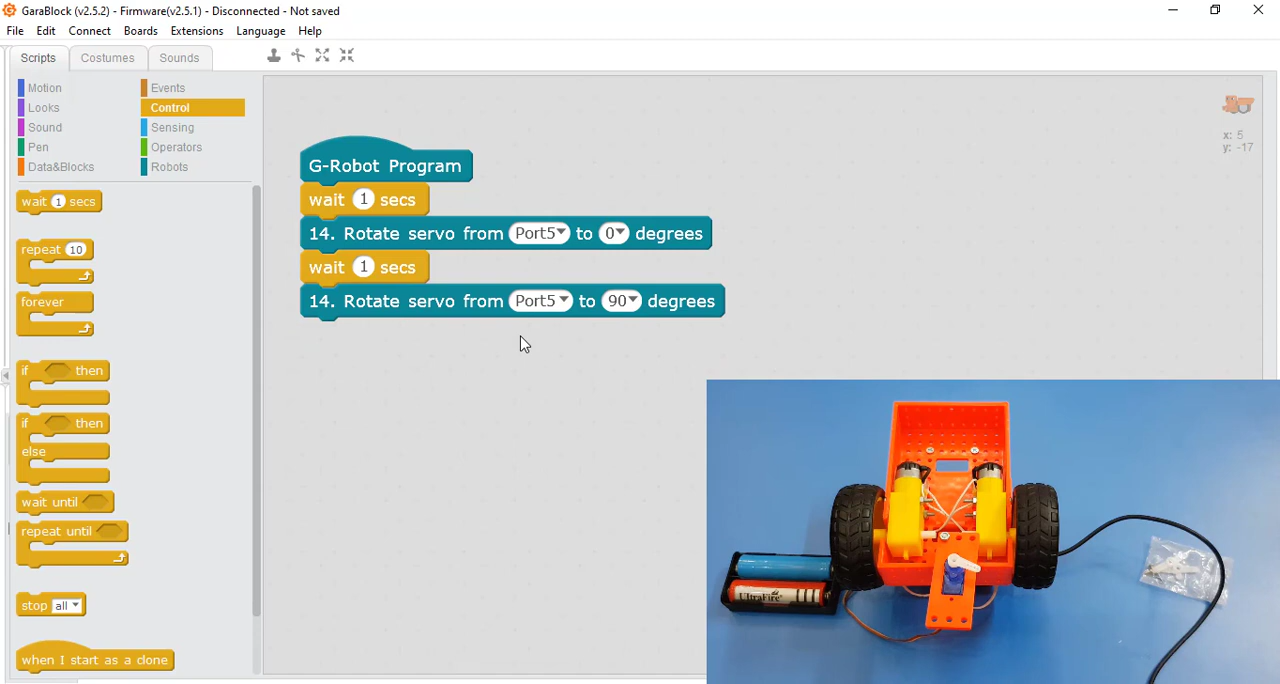 GaraBlock (v2.5.2) - Firmware(v2.5.1) - Disconnected - Not saved
File Edit Connect Boards Extensions Language Help
Scripts Costumes Sounds
Motion Events
Looks Control
Sound Sensing
Pen Operators
Data&Blocks Robots
wait 1 secs
repeat 10
forever
if then
if then
else
wait until
repeat until
stop all
when I start as a clone
G-Robot Program
wait 1 secs
14. Rotate servo from Port5 to 0 degrees
wait 1 secs
14. Rotate servo from Port5 to 90 degrees
x: 5
y: -17
UltraFire